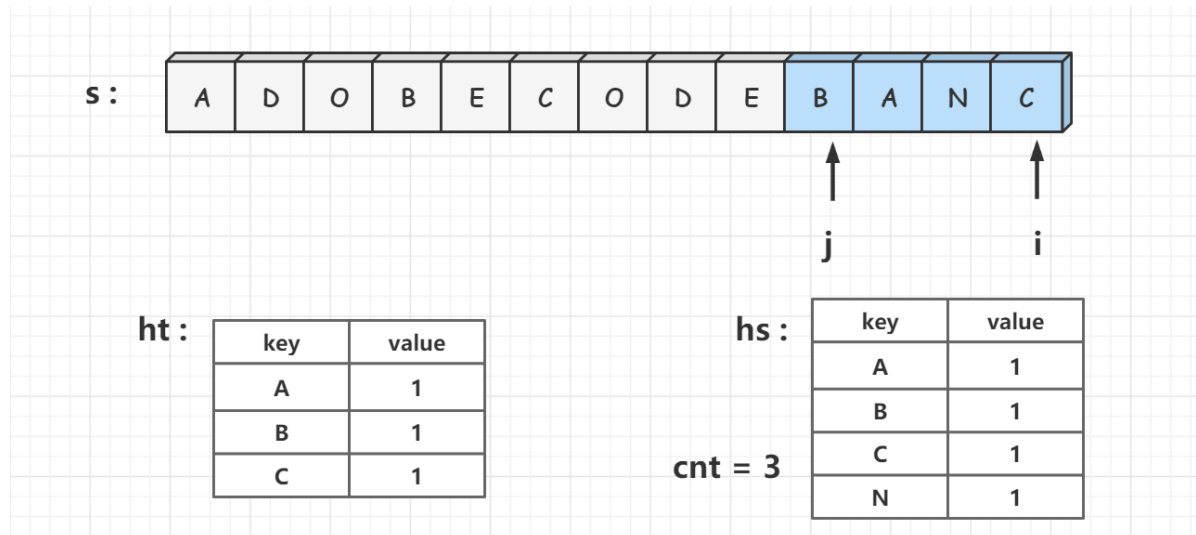 s : A D O B E C O D E B A N C
j i
ht :
key value
A 1
B 1
C 1
hs :
key value
A 1
B 1
C 1
N 1
cnt = 3